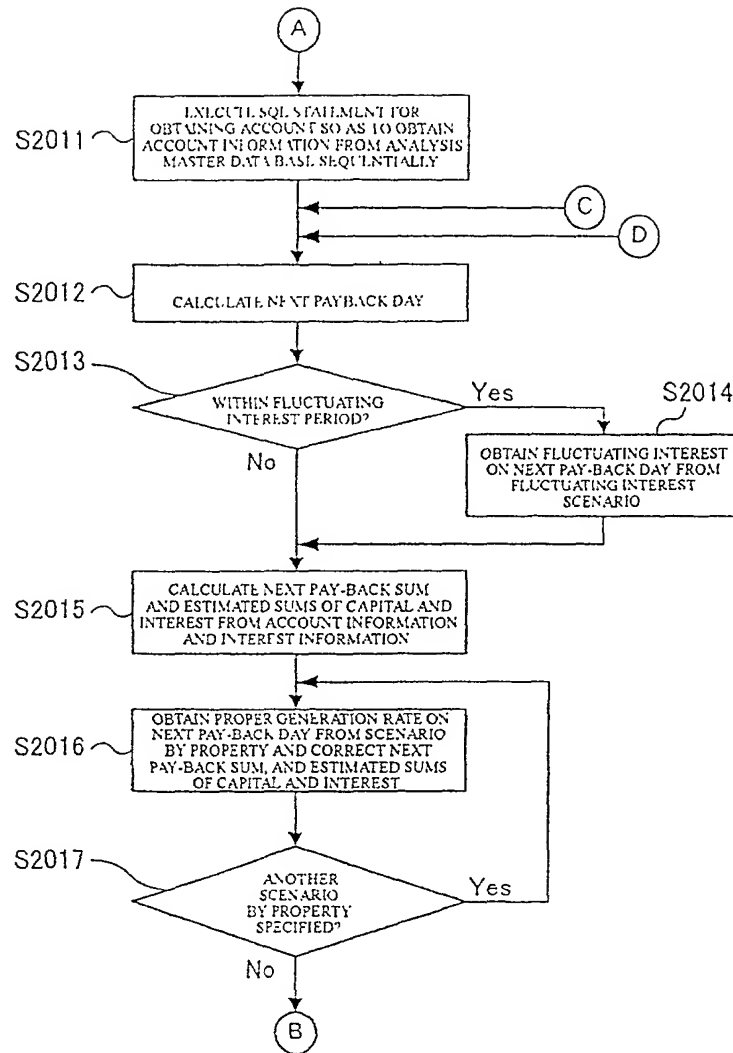 A
S2011
EXECUTE SQL STATEMENT FOR
OBTAINING ACCOUNT SO AS TO OBTAIN
ACCOUNT INFORMATION FROM ANALYSIS
MASTER DATA BASE SEQUENTIALLY
C
D
S2012
CALCULATE NEXT PAYBACK DAY
S2013
WITHIN FLUCTUATING
INTEREST PERIOD?
Yes
No
S2014
OBTAIN FLUCTUATING INTEREST
ON NEXT PAY-BACK DAY FROM
FLUCTUATING INTEREST
SCENARIO
S2015
CALCULATE NEXT PAY-BACK SUM
AND ESTIMATED SUMS OF CAPITAL AND
INTEREST FROM ACCOUNT INFORMATION
AND INTEREST INFORMATION
S2016
OBTAIN PROPER GENERATION RATE ON
NEXT PAY-BACK DAY FROM SCENARIO
BY PROPERTY AND CORRECT NEXT
PAY-BACK SUM, AND ESTIMATED SUMS
OF CAPITAL AND INTEREST
S2017
ANOTHER
SCENARIO
BY PROPERTY
SPECIFIED?
Yes
No
B